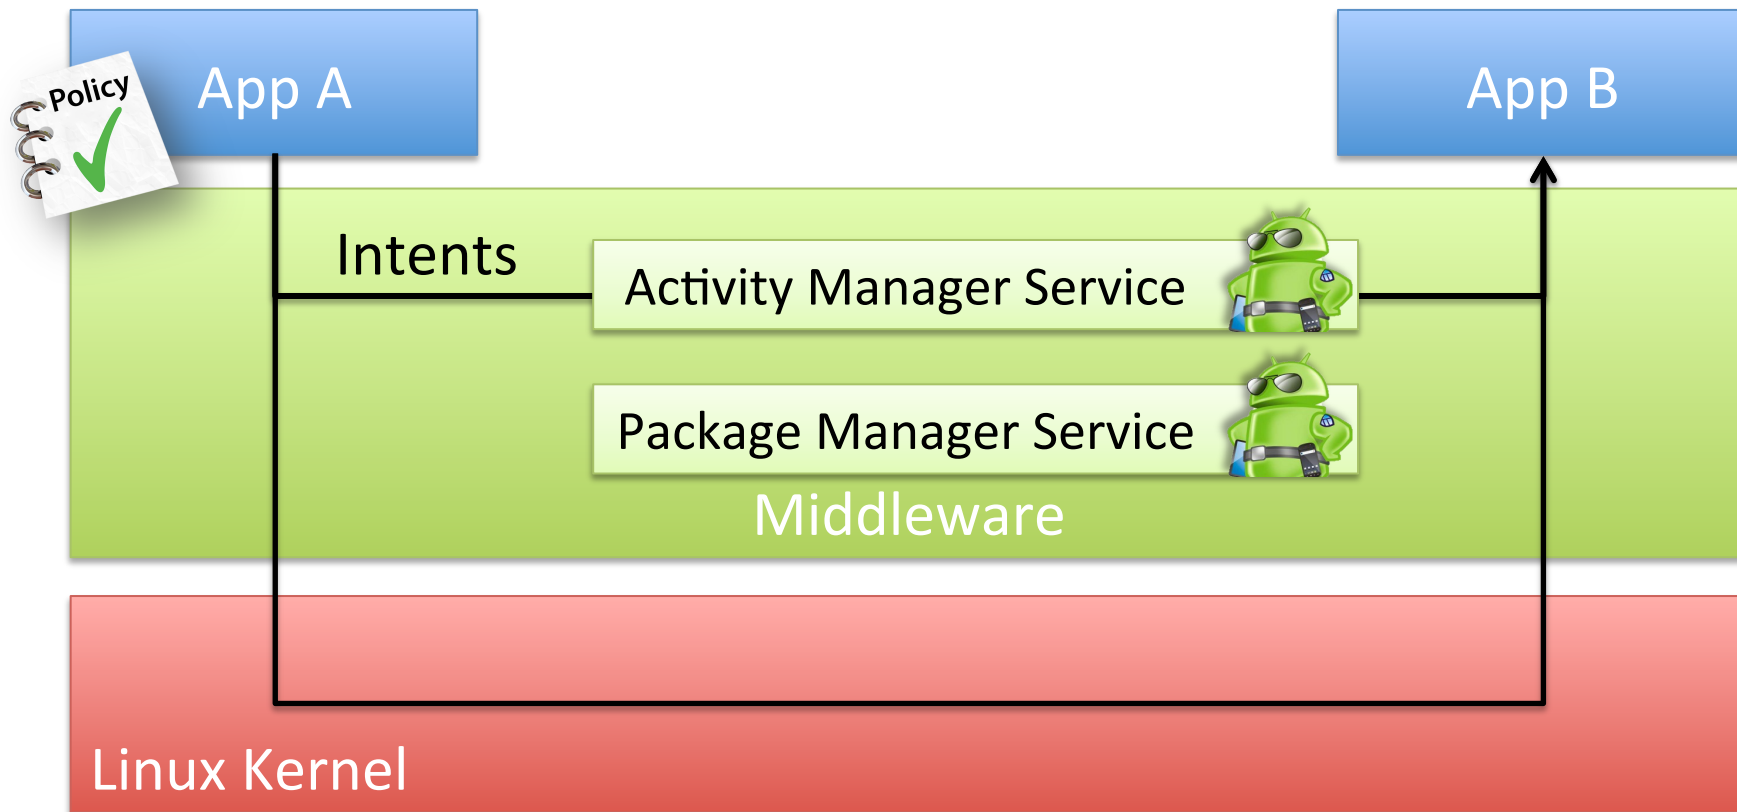 Policy
App A
App B
Intents
Activity Manager Service
Package Manager Service
Middleware
Linux Kernel